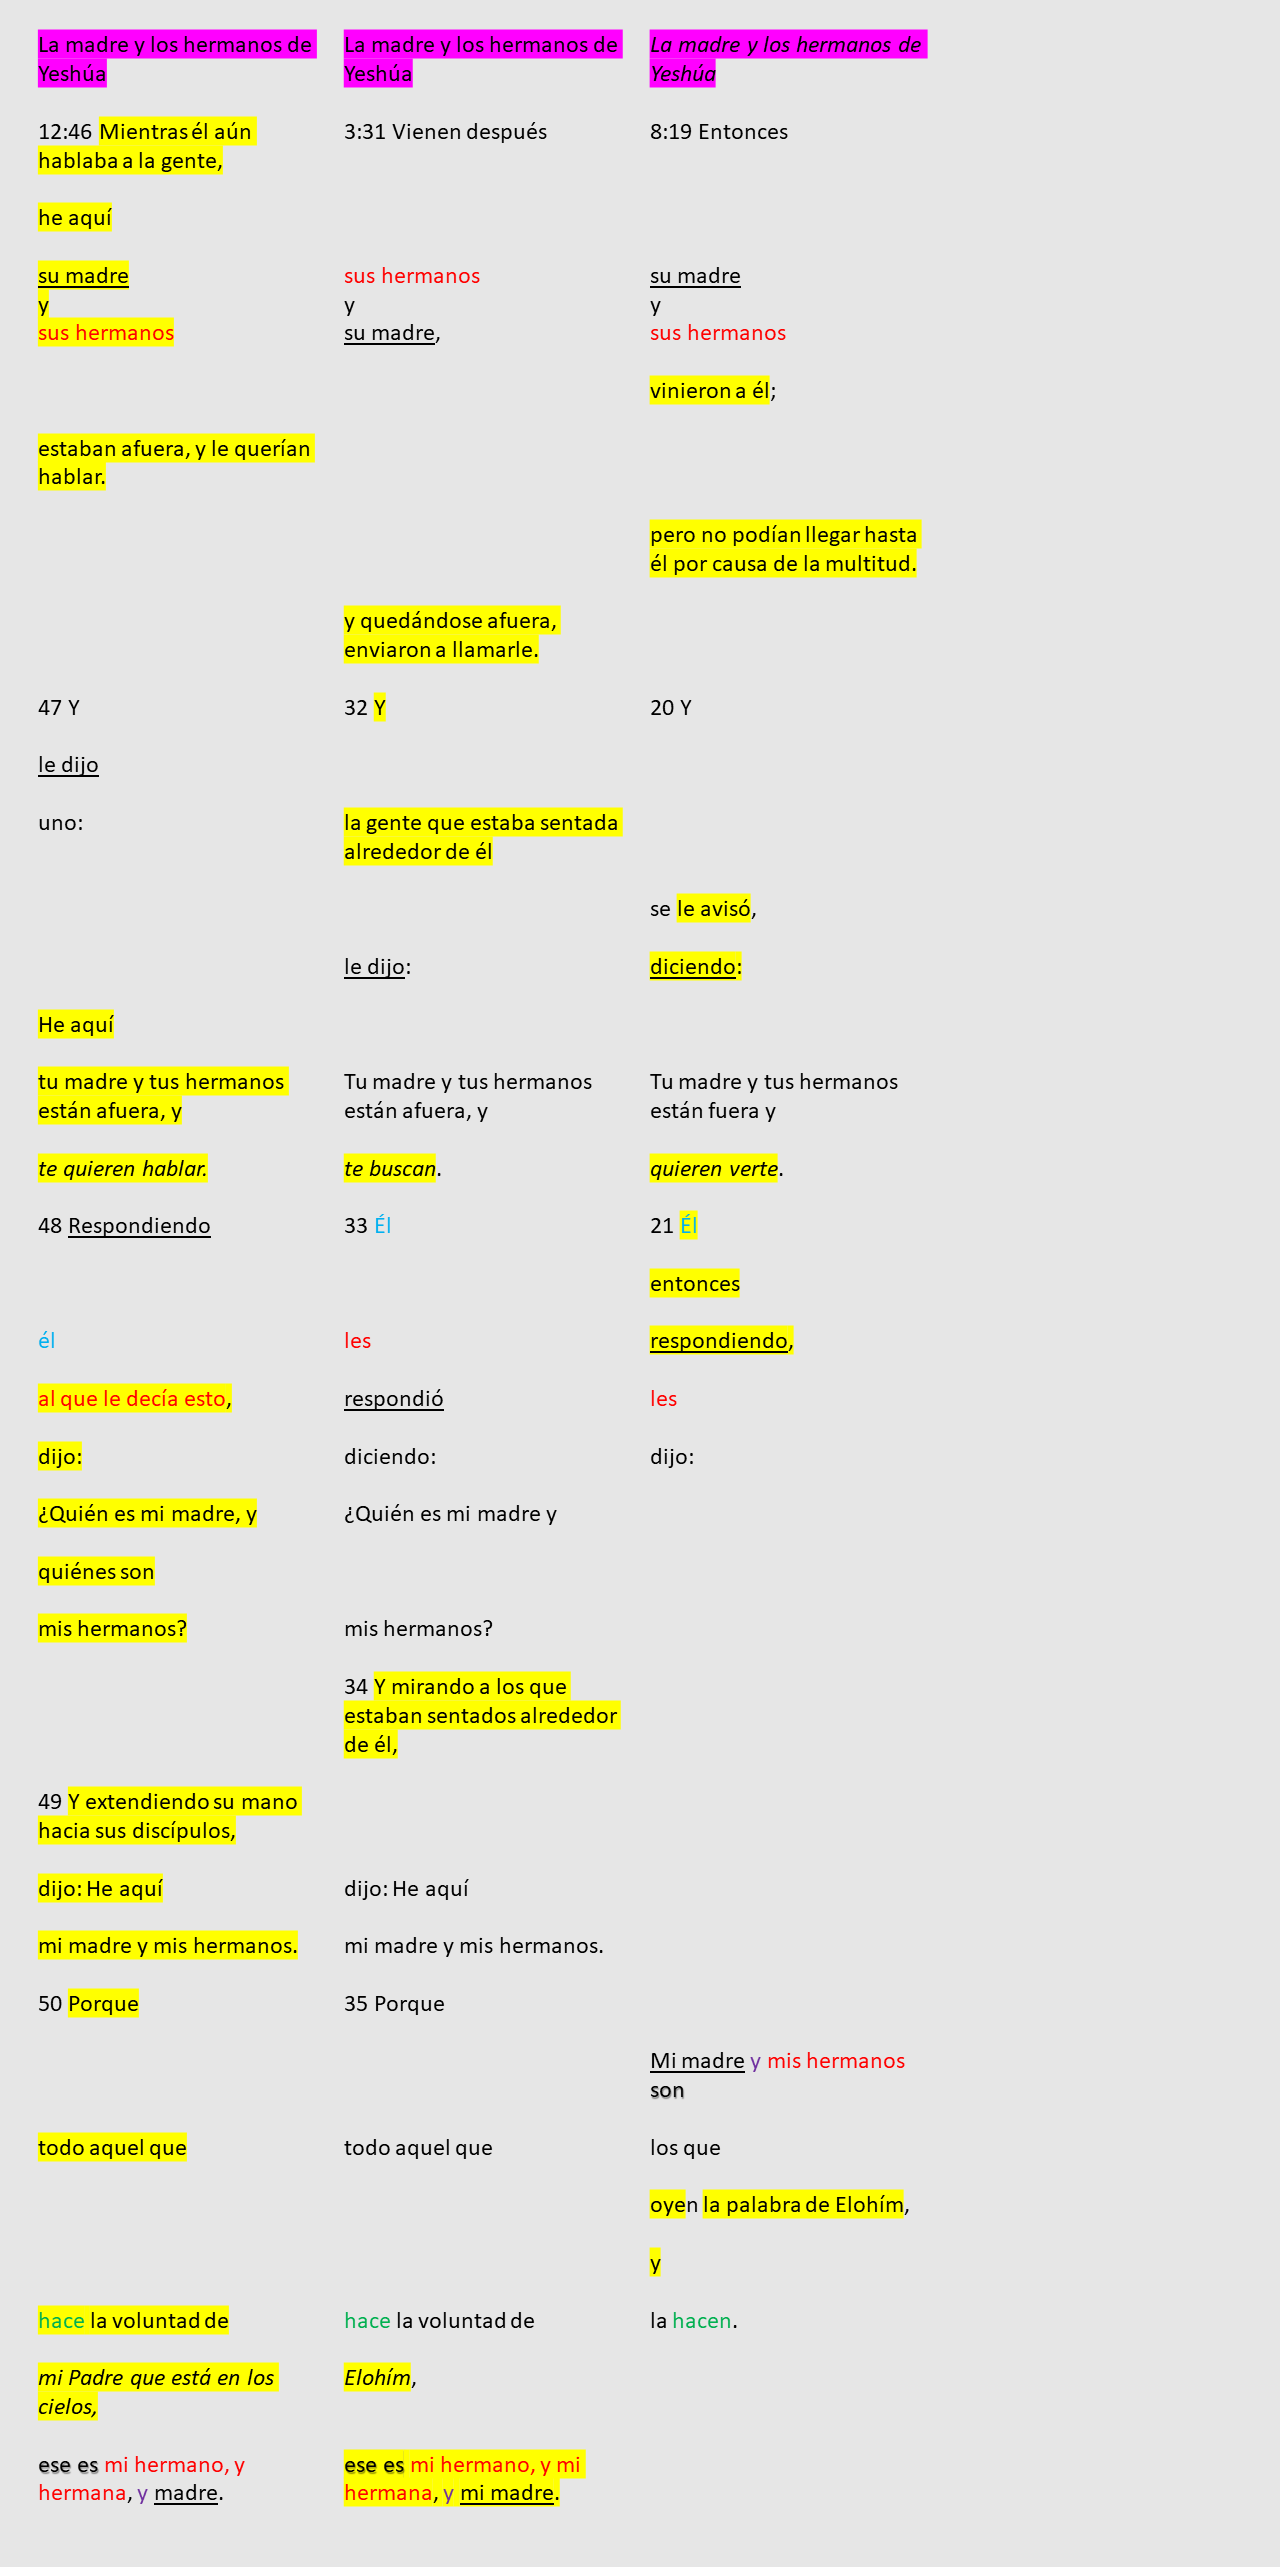 La madre y los hermanos de
Yeshúa
La madre y los hermanos de
Yeshúa
La madre y los hermanos de
Yeshúa
12:46 Mientras él aún
hablaba a la gente,
3:31 Vienen después
8:19 Entonces
he aquí
su madre
y
sus hermanos
sus hermanos
y
su madre,
su madre
y
sus hermanos
vinieron a él;
estaban afuera, y le querían
hablar.
pero no podían llegar hasta
él por causa de la multitud.
y quedándose afuera,
enviaron a llamarle.
47 Y
32 Y
20 Y
le dijo
uno:
la gente que estaba sentada
alrededor de él
se le avisó,
le dijo:
diciendo:
He aquí
tu madre y tus hermanos
están afuera, y
Tu madre y tus hermanos
están afuera, y
Tu madre y tus hermanos
están fuera y
te quieren hablar.
te buscan.
quieren verte.
48 Respondiendo
33 Él
21 Él
entonces
él
les
respondiendo,
al que le decía esto,
respondió
les
dijo:
diciendo:
dijo:
¿Quién es mi madre, y
¿Quién es mi madre y
quiénes son
mis hermanos?
mis hermanos?
34 Y mirando a los que
estaban sentados alrededor
de él,
49 Y extendiendo su mano
hacia sus discípulos,
dijo: He aquí
dijo: He aquí
mi madre y mis hermanos.
mi madre y mis hermanos.
50 Porque
35 Porque
Mi madre y mis hermanos
son
todo aquel que
todo aquel que
los que
oyen la palabra de Elohím,
y
hace la voluntad de
hace la voluntad de
la hacen.
mi Padre que está en los
cielos,
Elohím,
ese es mi hermano, y
hermana, y madre.
ese es mi hermano, y mi
hermana, y mi madre.